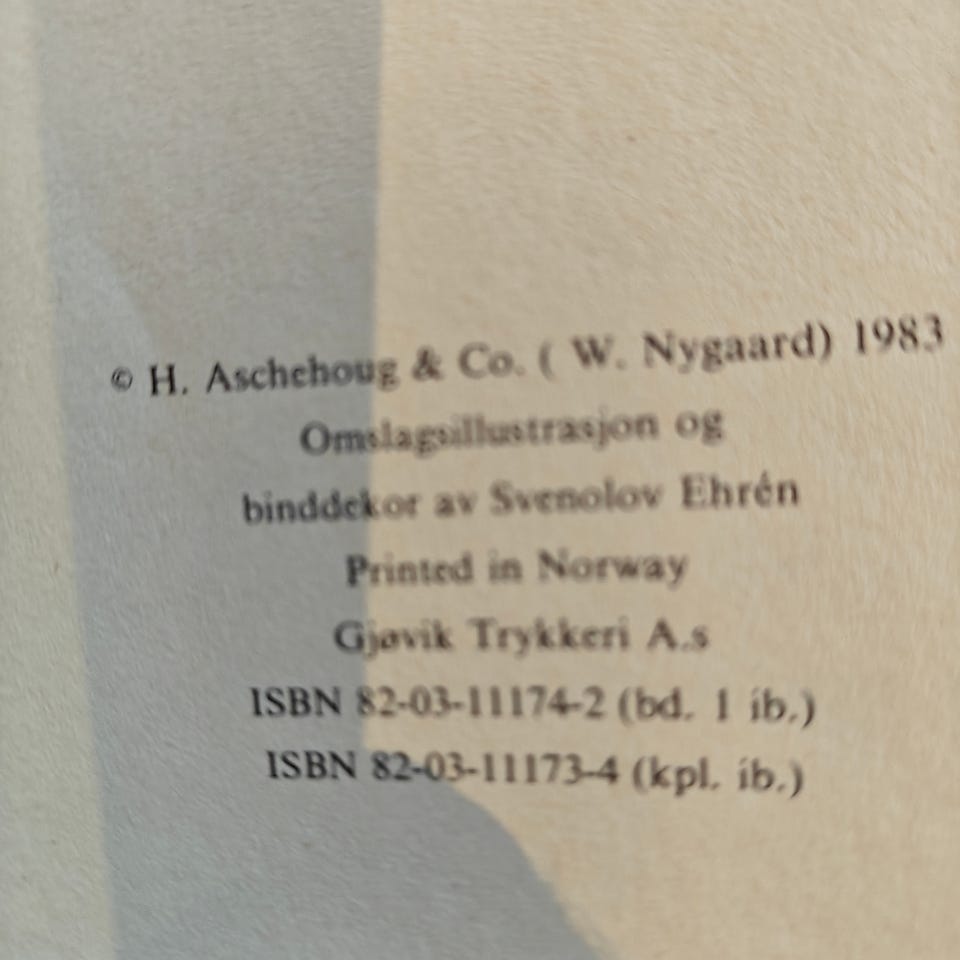 © H. Aschehoug & Co. ( W. Nygaard) 1983
Omslagsillustrasjon og
binddekor av Svenolov Ehrén
Printed in Norway
Gjøvik Trykkeri A.s
ISBN 82-03-11174-2 (bd. 1 ib.)
ISBN 82-03-11173-4 (kpl. ib.)